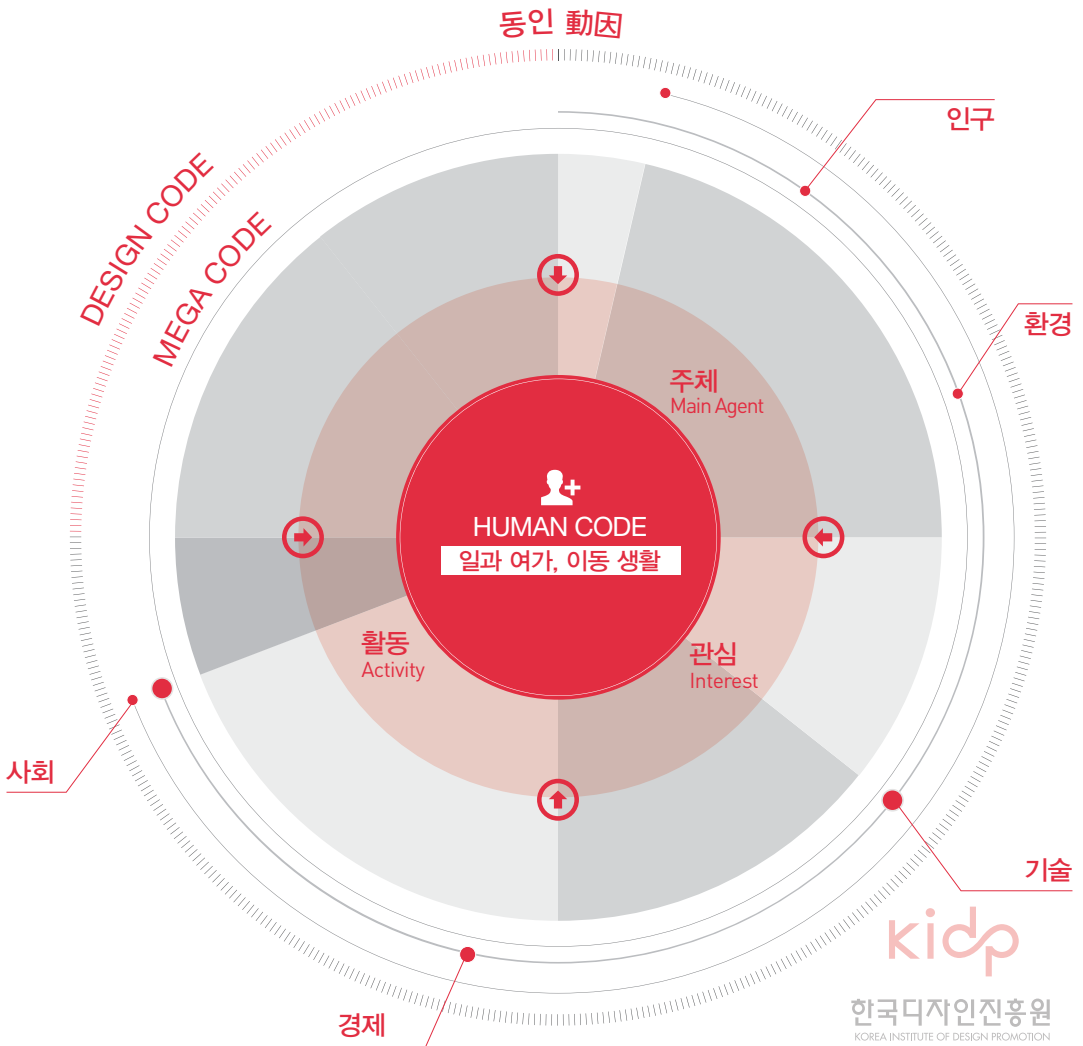 동인 動因
인구
DESIGN CODE
MEGA CODE
환경
주체
Main Agent
HUMAN CODE
일과 여가, 이동 생활
활동
Activity
관심
Interest
사회
기술
경제
kidp
한국디자인진흥원
KOREA INSTITUTE OF DESIGN PROMOTION